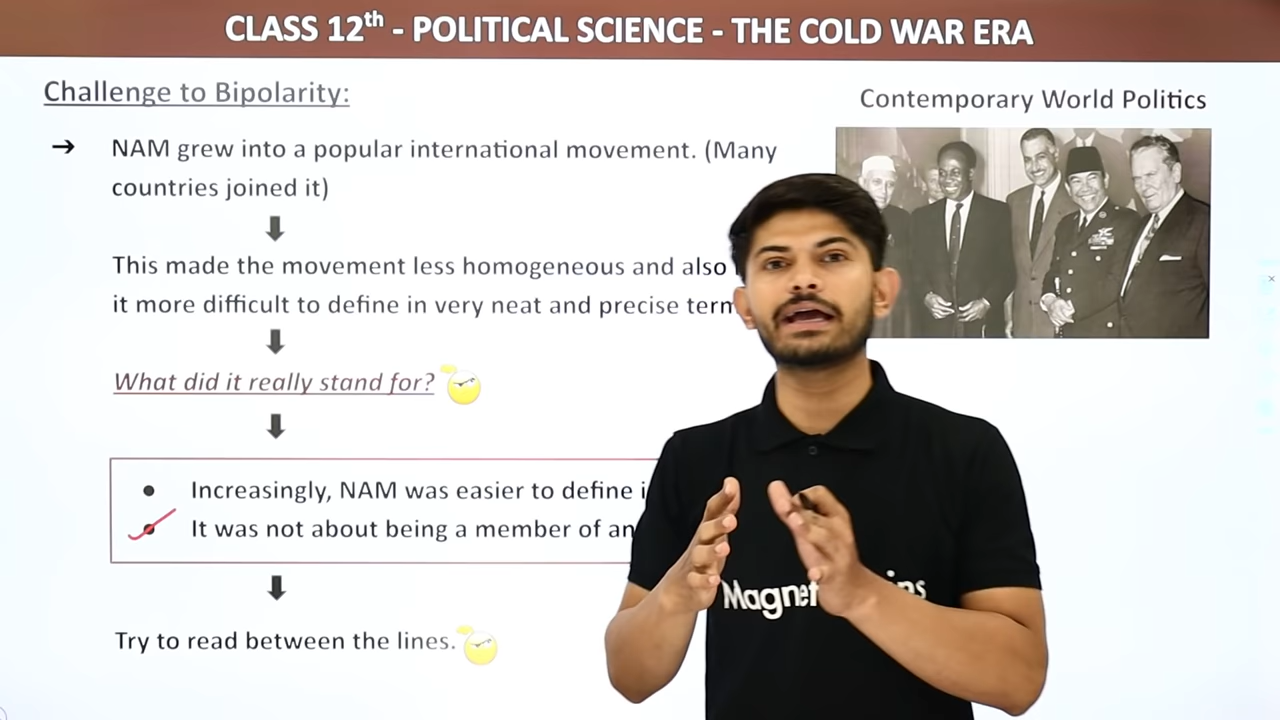 CLASS 12th - POLITICAL SCIENCE - THE COLD WAR ERA
Challenge to Bipolarity:
Contemporary World Politics
➔ NAM grew into a popular international movement. (Many
countries joined it)
This made the movement less homogeneous and also
it more difficult to define in very neat and precise
What did it really stand for?
• Increasingly, NAM was easier to define
• It was not about being a member of
Try to read between the lines.